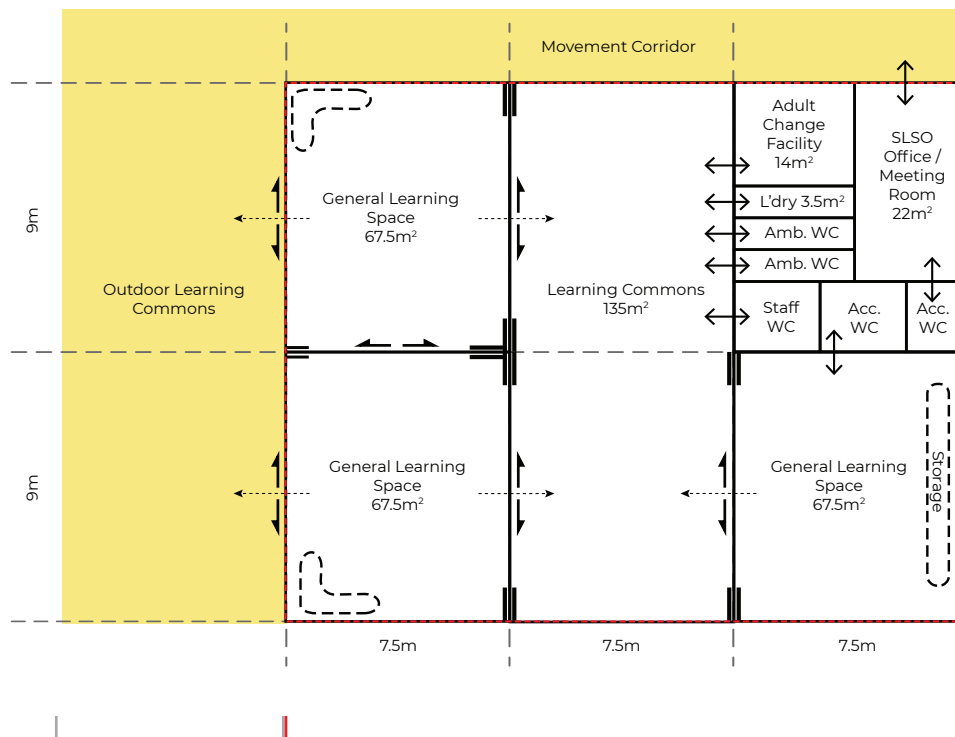 Movement Corridor
Adult
Change
Facility
14m²
SLSO
Office /
Meeting
Room
22m²
General Learning
Space
67.5m²
L'dry 3.5m²
Amb. WC
Amb. WC
9m
Outdoor Learning
Commons
Learning Commons
135m²
Staff
WC
Acc.
WC
Acc.
WC
General Learning
Space
67.5m²
General Learning
Space
67.5m²
Storage
9m
7.5m
7.5m
7.5m